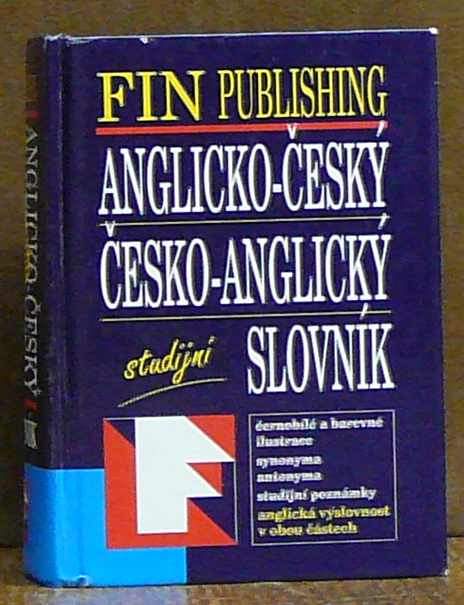 FIN PUBLISHING
ANGLICKO-ČESKÝ
ČESKO-ANGLICKÝ
studijní
SLOVNÍK
černobílé a barevné
ilustrace
synonyma
antonyma
studijní poznámky
anglická výslovnost
v obou částech
ANGLICKO-ČESKÝ